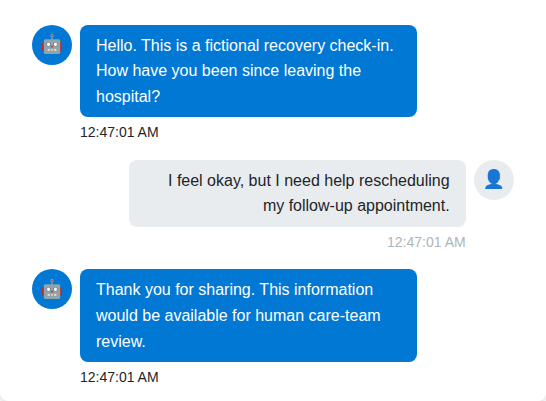 Hello. This is a fictional recovery check-in.
How have you been since leaving the
hospital?
12:47:01 AM
I feel okay, but I need help rescheduling
my follow-up appointment.
12:47:01 AM
Thank you for sharing. This information
would be available for human care-team
review.
12:47:01 AM